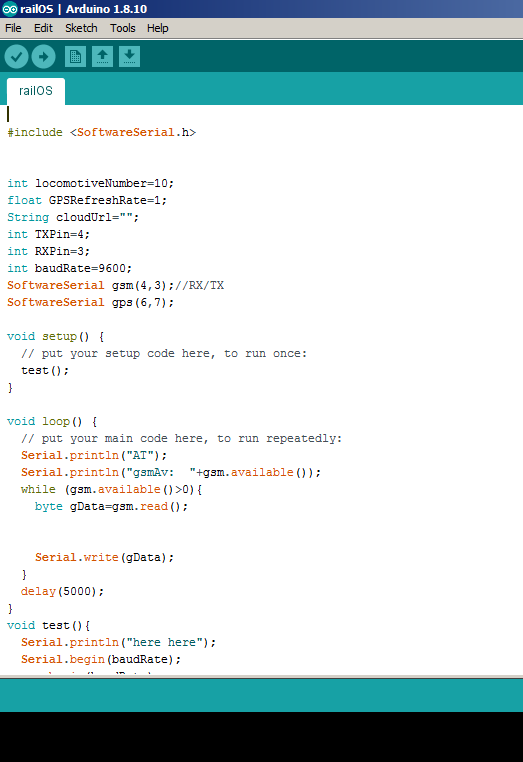 railOS | Arduino 1.8.10
File Edit Sketch Tools Help
railOS
#include <SoftwareSerial.h>
int locomotiveNumber=10;
float GPSRefreshRate=1;
String cloudUrl="";
int TXPin=4;
int RXPin=3;
int baudRate=9600;
SoftwareSerial gsm(4,3);//RX/TX
SoftwareSerial gps(6,7);
void setup() {
// put your setup code here, to run once:
test();
}
void loop() {
// put your main code here, to run repeatedly:
Serial.println("AT");
Serial.println("gsmAv:  "+gsm.available());
while (gsm.available()>0){
byte gData=gsm.read();
Serial.write(gData);
}
delay(5000);
}
void test(){
Serial.println("here here");
Serial.begin(baudRate);